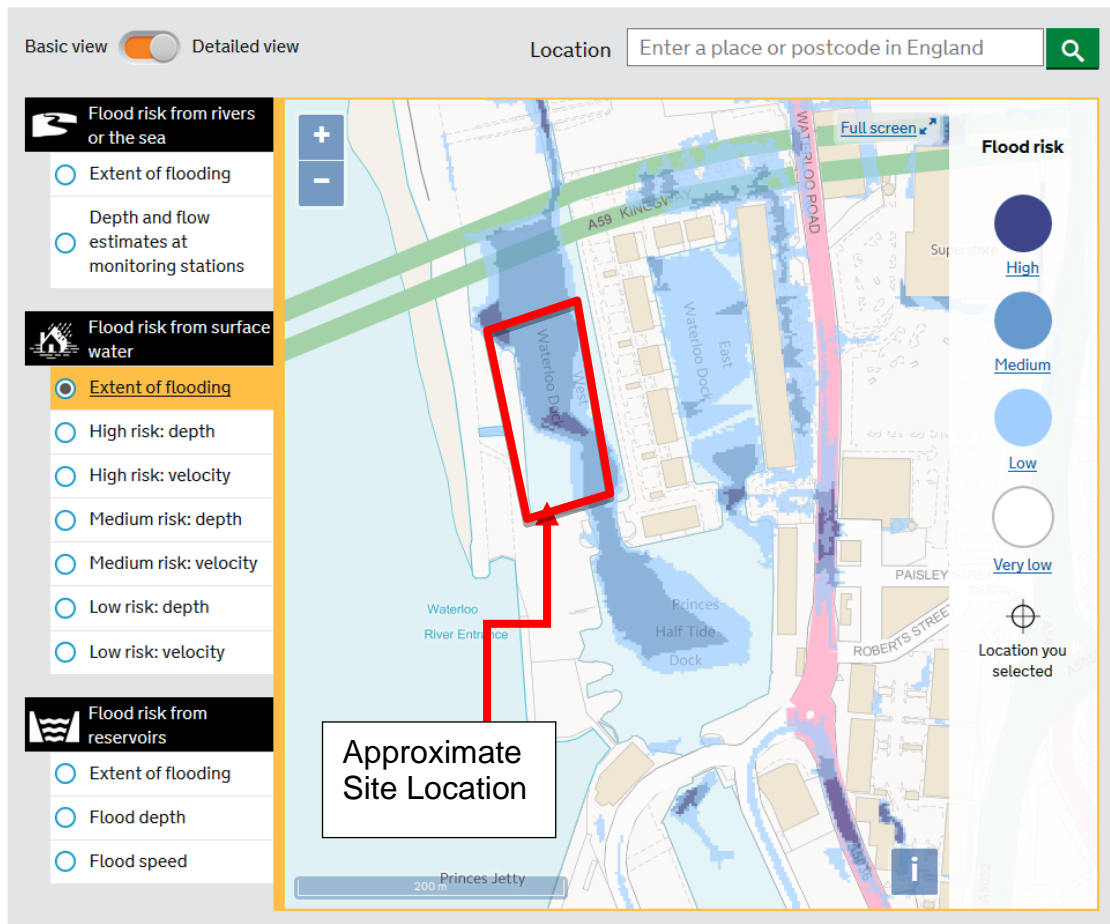 Basic view
Detailed view
Location
Enter a place or postcode in England
Flood risk from rivers
or the sea
Extent of flooding
Depth and flow
estimates at
monitoring stations
Flood risk from surface
water
Extent of flooding
High risk: depth
High risk: velocity
Medium risk: depth
Medium risk: velocity
Low risk: depth
Low risk: velocity
Flood risk from
reservoirs
Extent of flooding
Flood depth
Flood speed
+
−
Full screen
WATERLOO ROAD
A59 KINGSWAY
Superstore
West
Waterloo Dock
East
Waterloo Dock
Waterloo
River Entrance
Princes
Half Tide
Dock
PAISLEY STREET
DENISO
ROBERTS STREET
A5036
A5052
Princes Jetty
200 m
Approximate
Site Location
i
Flood risk
High
Medium
Low
Very low
Location you
selected